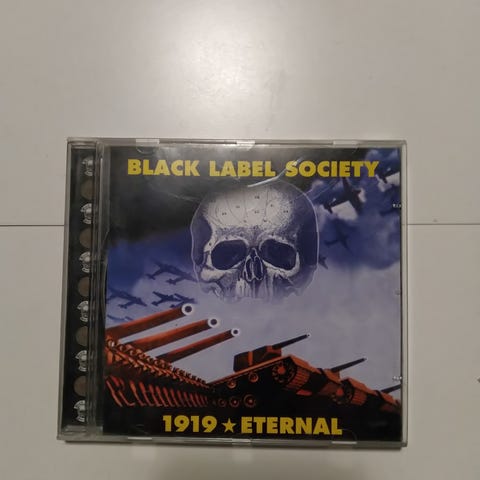 BLACK LABEL SOCIETY
1919 ★ ETERNAL